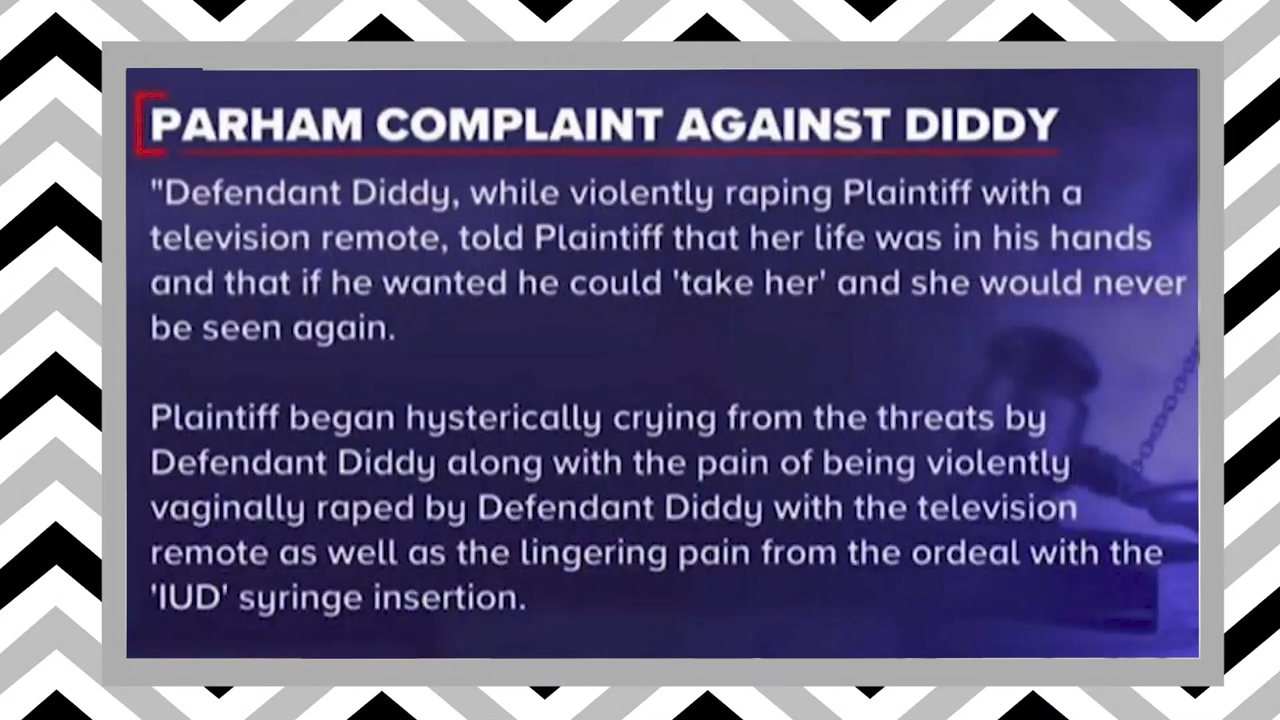 PARHAM COMPLAINT AGAINST DIDDY
"Defendant Diddy, while violently raping Plaintiff with a
television remote, told Plaintiff that her life was in his hands
and that if he wanted he could 'take her' and she would never
be seen again.
Plaintiff began hysterically crying from the threats by
Defendant Diddy along with the pain of being violently
vaginally raped by Defendant Diddy with the television
remote as well as the lingering pain from the ordeal with the
'IUD' syringe insertion.